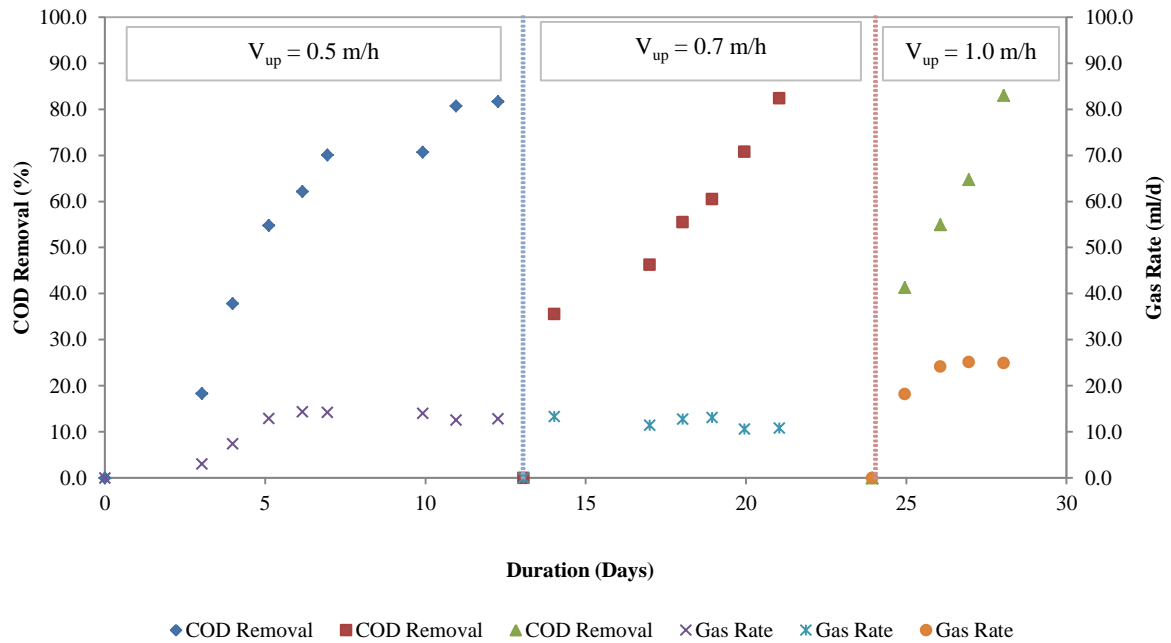 V_up = 0.5 m/h
V_up = 0.7 m/h
V_up = 1.0 m/h
COD Removal (%)
100.0
90.0
80.0
70.0
60.0
50.0
40.0
30.0
20.0
10.0
0.0
Gas Rate (ml/d)
100.0
90.0
80.0
70.0
60.0
50.0
40.0
30.0
20.0
10.0
0.0
0 5 10 15 20 25 30
Duration (Days)
COD Removal COD Removal COD Removal Gas Rate Gas Rate Gas Rate